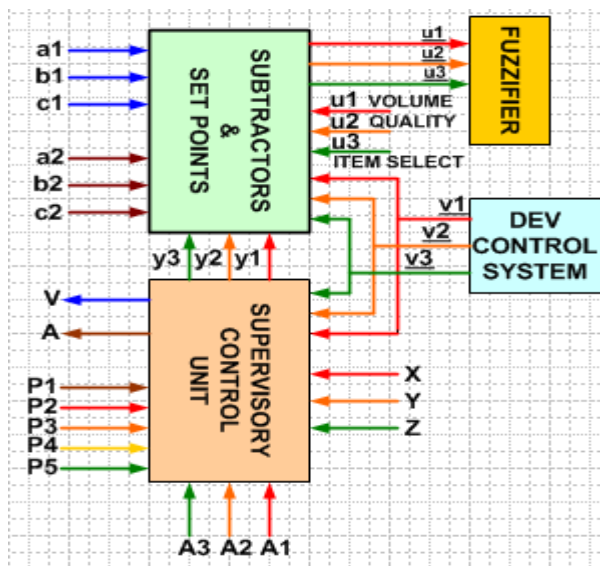 a1
b1
c1
a2
b2
c2
SUBTRACTORS
&
SET POINTS
u1
u2
u3
FUZZIFIER
u1 VOLUME
u2 QUALITY
u3
ITEM SELECT
v1
v2
v3
DEV
CONTROL
SYSTEM
y3 y2 y1
V
A
P1
P2
P3
P4
P5
SUPERVISORY
CONTROL
UNIT
X
Y
Z
A3 A2 A1